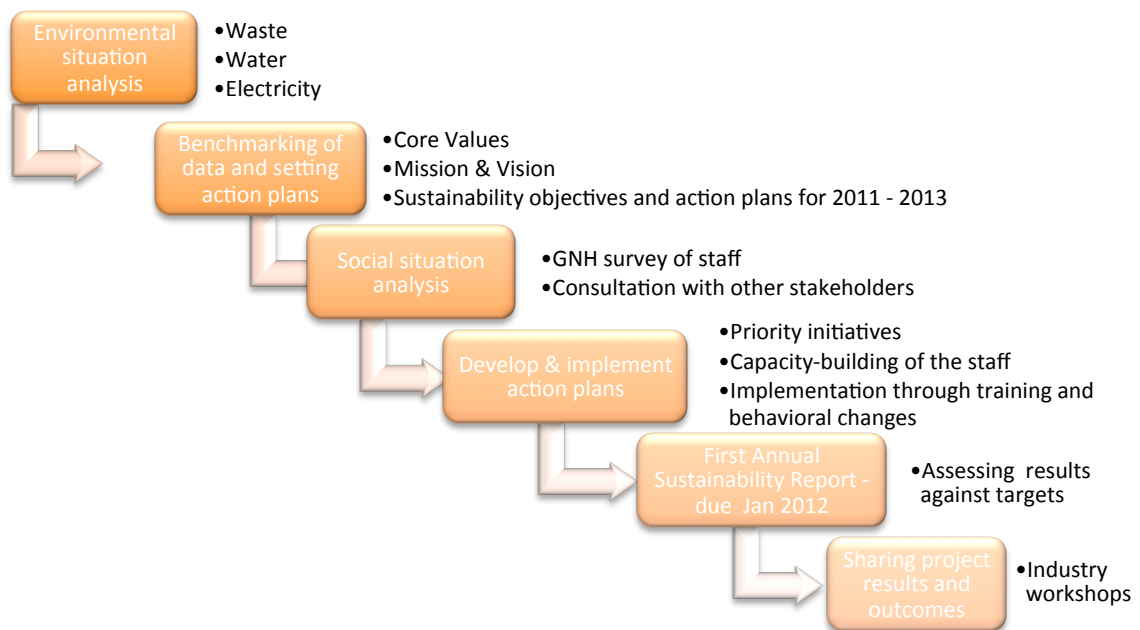 Environmental
situation
analysis
•Waste
•Water
•Electricity
Benchmarking of
data and setting
action plans
•Core Values
•Mission & Vision
•Sustainability objectives and action plans for 2011 - 2013
Social situation
analysis
•GNH survey of staff
•Consultation with other stakeholders
Develop & implement
action plans
•Priority initiatives
•Capacity-building of the staff
•Implementation through training and
behavioral changes
First Annual
Sustainability Report -
due Jan 2012
•Assessing results
against targets
Sharing project
results and
outcomes
•Industry
workshops